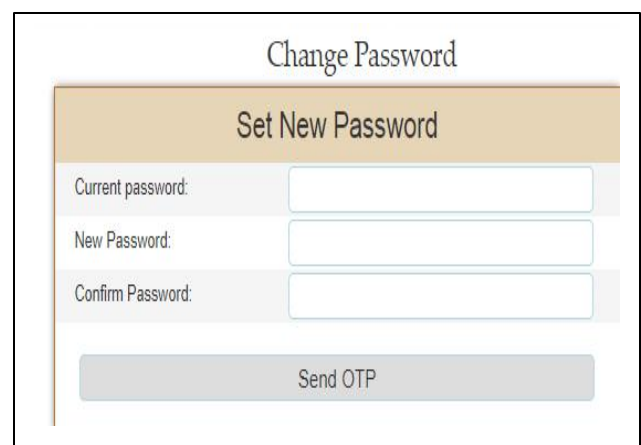 Change Password
Set New Password
Current password:
New Password:
Confirm Password:
Send OTP